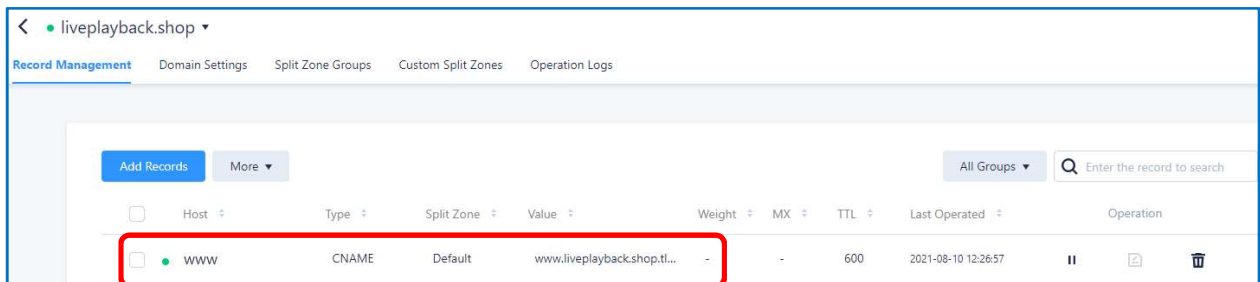 liveplayback.shop
Record Management Domain Settings Split Zone Groups Custom Split Zones Operation Logs
Add Records More All Groups Enter the record to search
Host Type Split Zone Value Weight MX TTL Last Operated Operation
www CNAME Default www.liveplayback.shop.tl... - - 600 2021-08-10 12:26:57